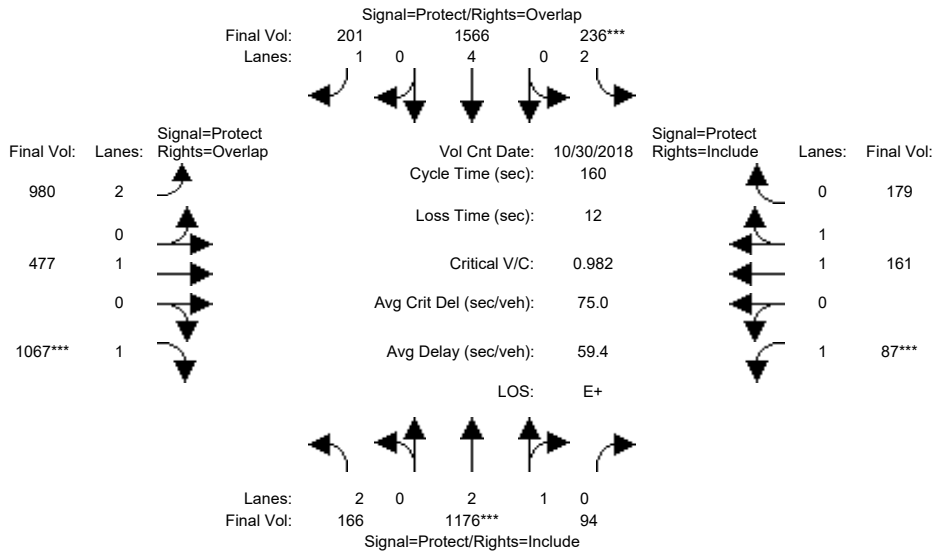 Signal=Protect/Rights=Overlap
Final Vol: 201 1566 236***
Lanes: 1 0 4 0 2
Signal=Protect Signal=Protect
Final Vol: Lanes: Rights=Overlap Vol Cnt Date: 10/30/2018 Rights=Include Lanes: Final Vol:
Cycle Time (sec): 160
980 2 0 179
Loss Time (sec): 12
0 1
477 1 Critical V/C: 0.982 1 161
0 Avg Crit Del (sec/veh): 75.0 0
1067*** 1 Avg Delay (sec/veh): 59.4 1 87***
LOS: E+
Lanes: 2 0 2 1 0
Final Vol: 166 1176*** 94
Signal=Protect/Rights=Include